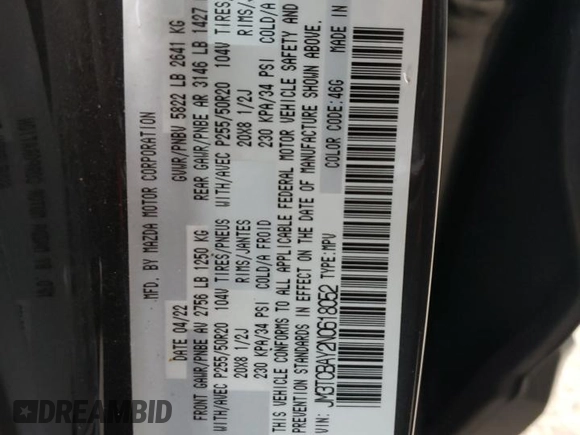 MFD. BY MAZDA MOTOR CORPORATION
DATE 04/22 GVWR/PNBV 5822 LB 2641 KG
FRONT GAWR/PNBE AV 2756 LB 1250 KG REAR GAWR/PNBE AR 3146 LB 1427
WITH/AVEC P255/50R20 104V TIRES/PNEUS WITH/AVEC P255/50R20 104V TIRES/
20X8 1/2J RIMS/JANTES 20X8 1/2J RIMS/
230 KPA/34 PSI COLD/A FROID 230 KPA/34 PSI COLD/A
THIS VEHICLE CONFORMS TO ALL APPLICABLE FEDERAL MOTOR VEHICLE SAFETY AND
PREVENTION STANDARDS IN EFFECT ON THE DATE OF MANUFACTURE SHOWN ABOVE.
VIN: JM3TCBAY2N0618052 TYPE:MPV COLOR CODE:46G MADE IN
RapidAuction24.com